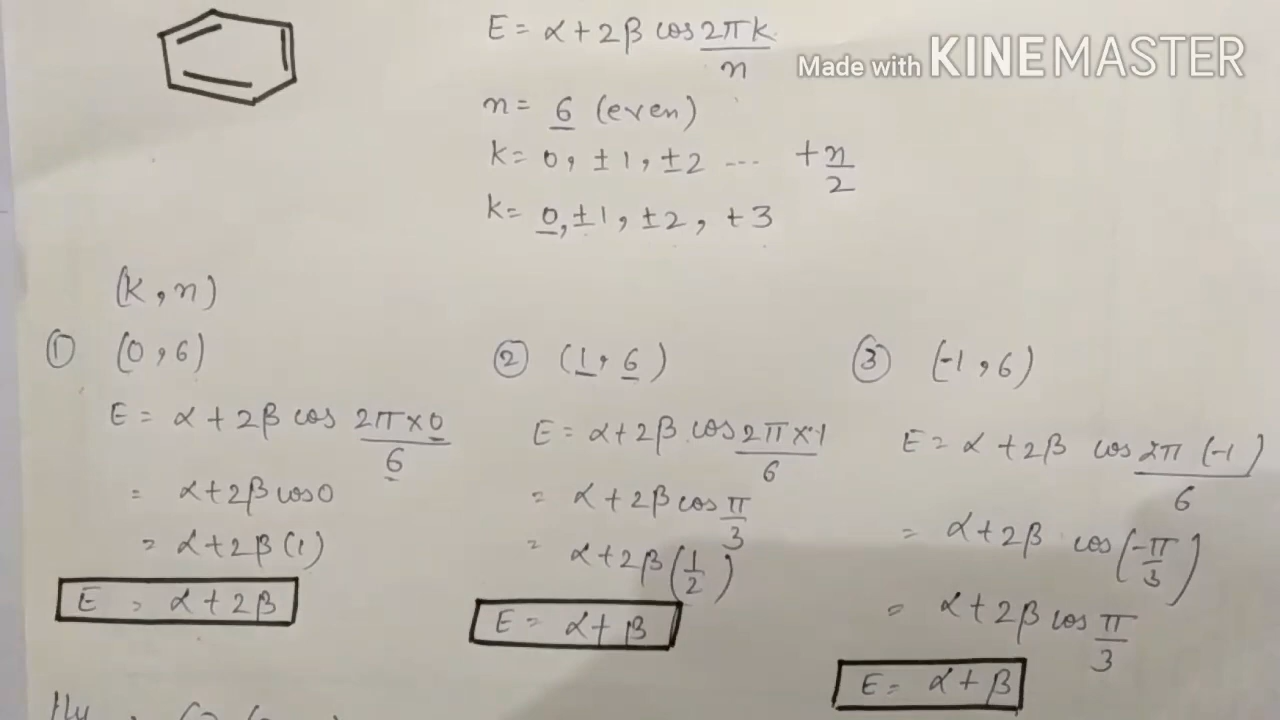 E = α + 2β cos 2πk/n
Made with KINEMASTER
n = 6 (even)
k = 0, ±1, ±2 --- +n/2
k = 0, ±1, ±2, +3
(k, n)
① (0, 6)
E = α + 2β cos 2π×0/6
= α + 2β cos 0
= α + 2β (1)
E = α + 2β
② (1, 6)
E = α + 2β cos 2π×1/6
= α + 2β cos π/3
= α + 2β (1/2)
E = α + β
③ (-1, 6)
E = α + 2β cos 2π (-1)/6
= α + 2β cos (-π/3)
= α + 2β cos π/3
E = α + β